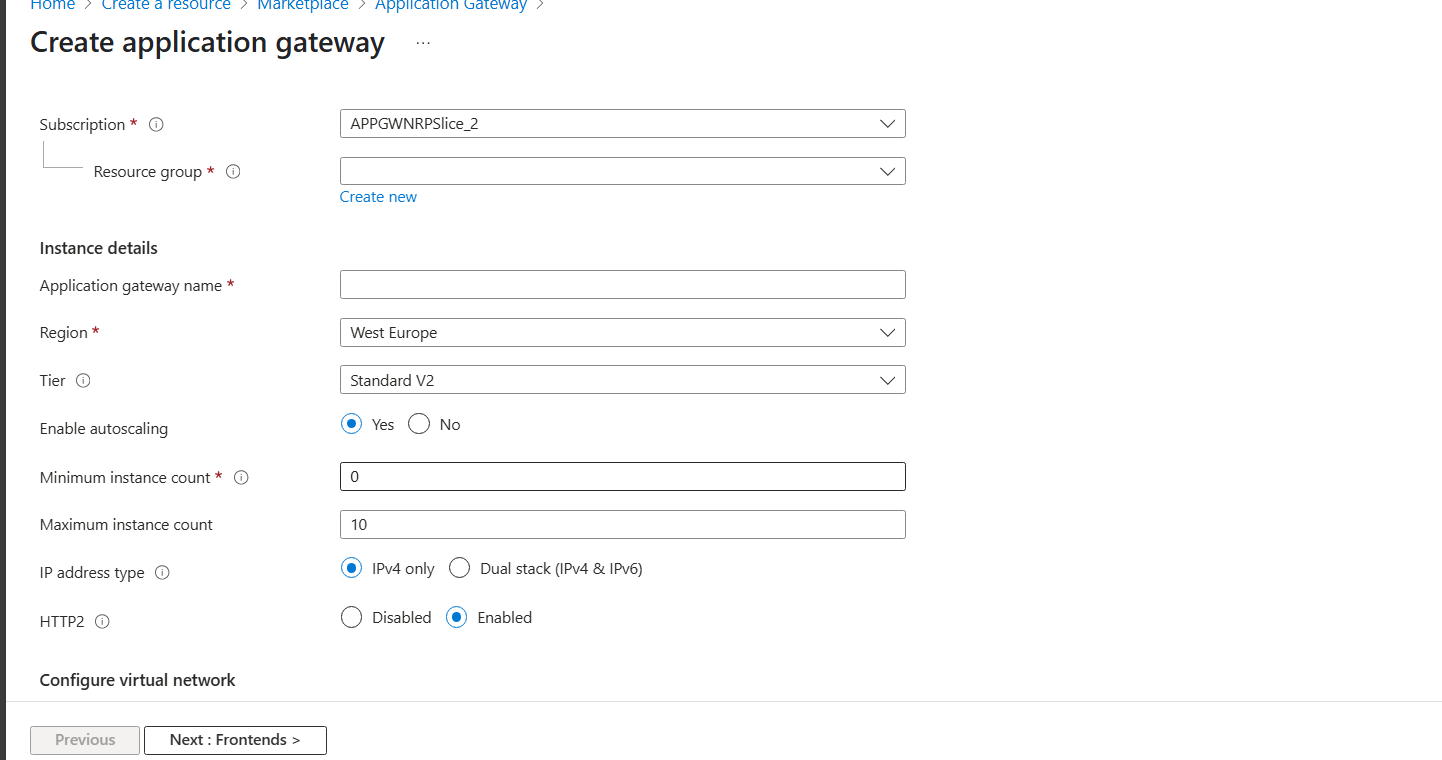 Home > Create a resource > Marketplace > Application Gateway >
Create application gateway ...
Subscription *
APPGWNRPSlice_2
Resource group *
Create new
Instance details
Application gateway name *
Region *
West Europe
Tier
Standard V2
Enable autoscaling
Yes No
Minimum instance count *
0
Maximum instance count
10
IP address type
IPv4 only Dual stack (IPv4 & IPv6)
HTTP2
Disabled Enabled
Configure virtual network
Previous Next : Frontends >